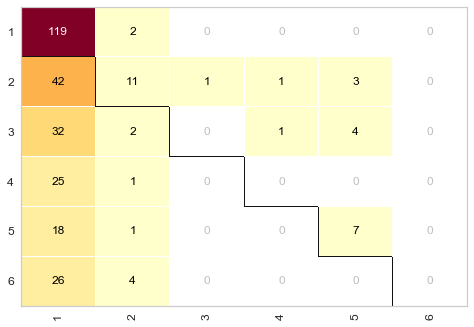 1 119 2 0 0 0 0
2 42 11 1 1 3 0
3 32 2 0 1 4 0
4 25 1 0 0 0 0
5 18 1 0 0 7 0
6 26 4 0 0 0 0
1 2 3 4 5 6